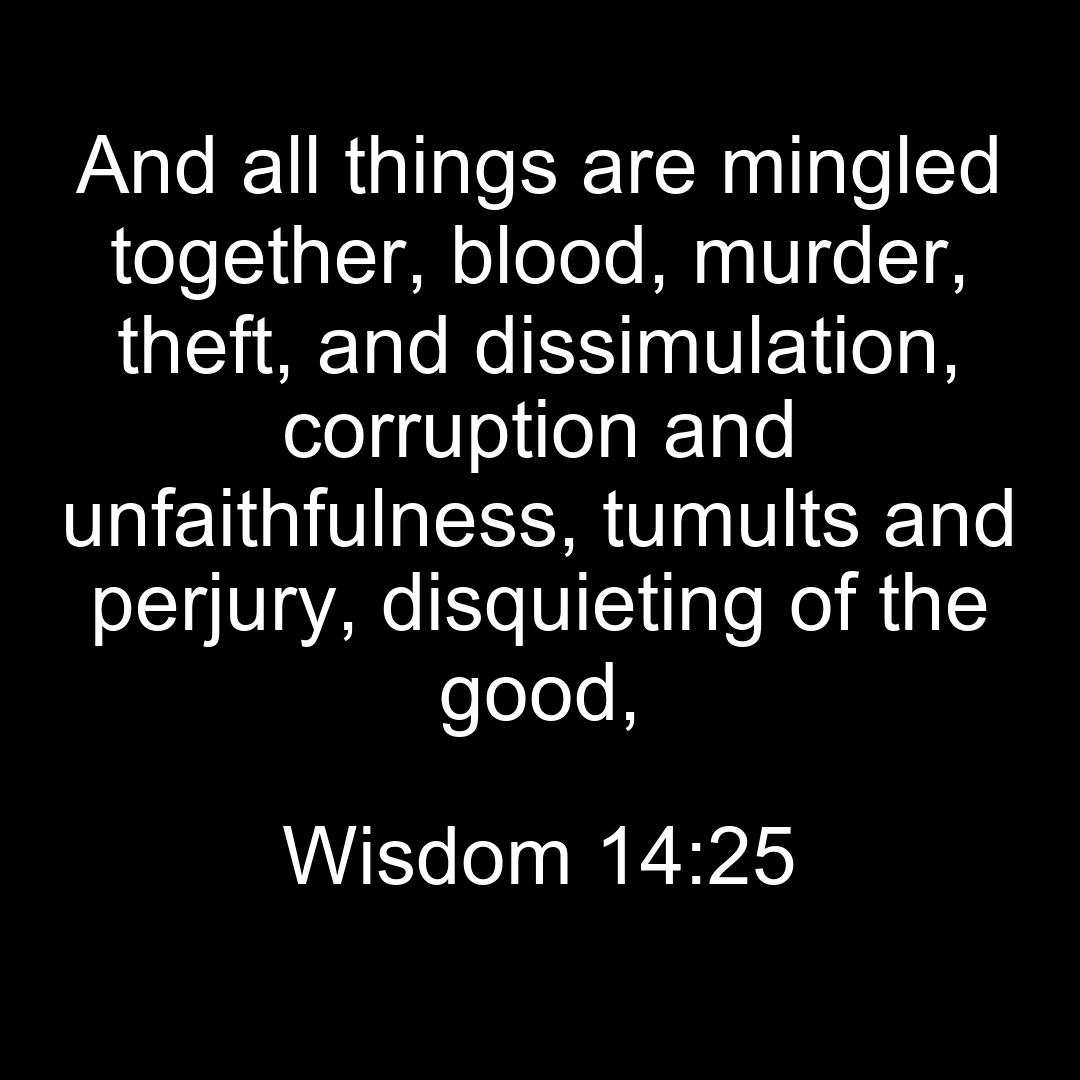 And all things are mingled
together, blood, murder,
theft, and dissimulation,
corruption and
unfaithfulness, tumults and
perjury, disquieting of the
good,
Wisdom 14:25